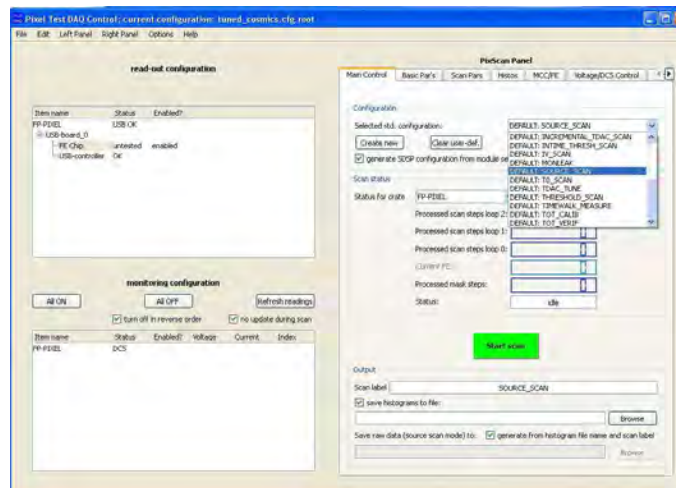 Pixel Test DAQ Control; current configuration: tuned_cosmics.cfg.root
File Edit Left Panel Right Panel Options Help
read-out configuration
Item name Status Enabled?
FP-PIXEL USB OK
USB-board_0
FE Chip untested enabled
USB-controller OK
monitoring configuration
All ON All OFF Refresh readings
turn off in reverse order no update during scan
Item name Status Enabled? Voltage Current Index
FP-PIXEL DCS
PixScan Panel
Main Control Basic Par's Scan Pars Histos MCC/FE Voltage/DCS Control
Configuration
Selected std. configuration: DEFAULT: SOURCE_SCAN
Create new Clear user-def.
generate SDSP configuration from module
DEFAULT: INCREMENTAL_TDAC_SCAN
DEFAULT: INTIME_THRESH_SCAN
DEFAULT: IV_SCAN
DEFAULT: MONLEAK
DEFAULT: SOURCE_SCAN
DEFAULT: T0_SCAN
DEFAULT: TDAC_TUNE
DEFAULT: THRESHOLD_SCAN
DEFAULT: TIMEWALK_MEASURE
DEFAULT: TOT_CALIB
DEFAULT: TOT_VERIF
Scan status
Status for crate FP-PIXEL
Processed scan steps loop 2:
Processed scan steps loop 1:
Processed scan steps loop 0:
Current FE:
Processed mask steps:
Status: idle
Start scan
Output
Scan label SOURCE_SCAN
save histograms to file:
Browse
Save raw data (source scan mode) to: generate from histogram file name and scan label
Browse